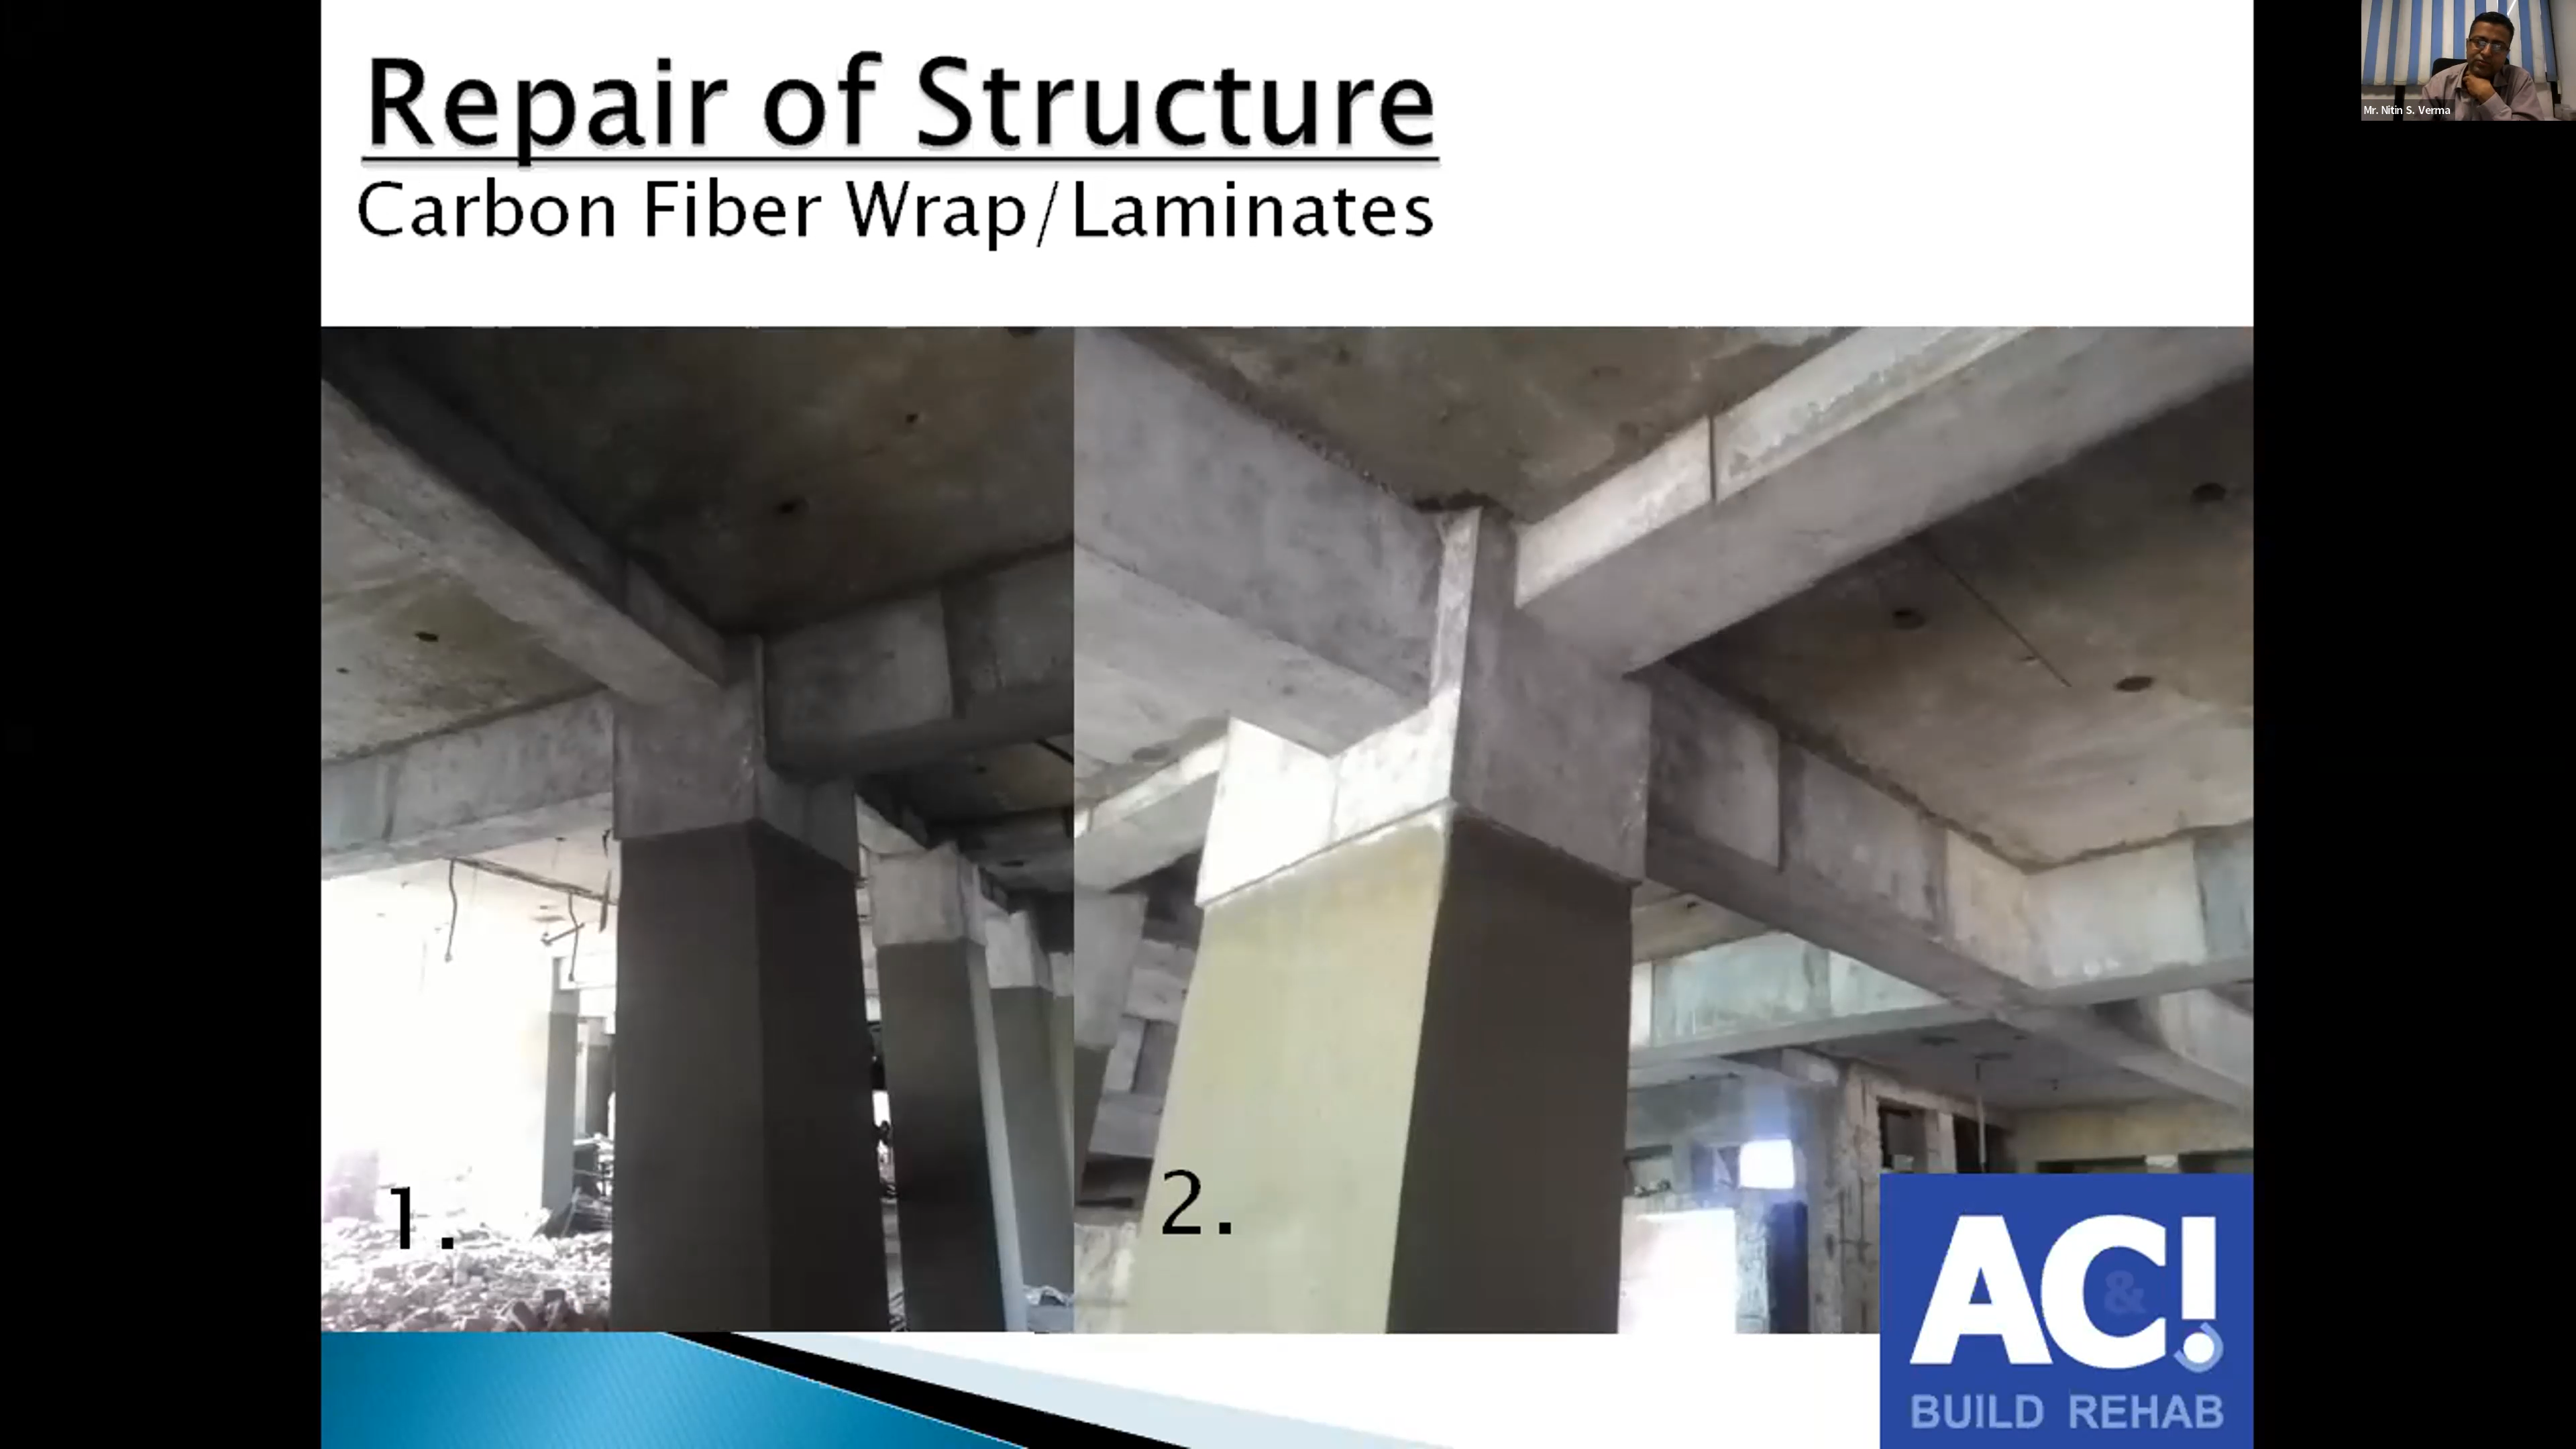 Repair of Structure
Carbon Fiber Wrap/Laminates
Mr. Nitin S. Verma
1.
2.
AC!
&
BUILD REHAB